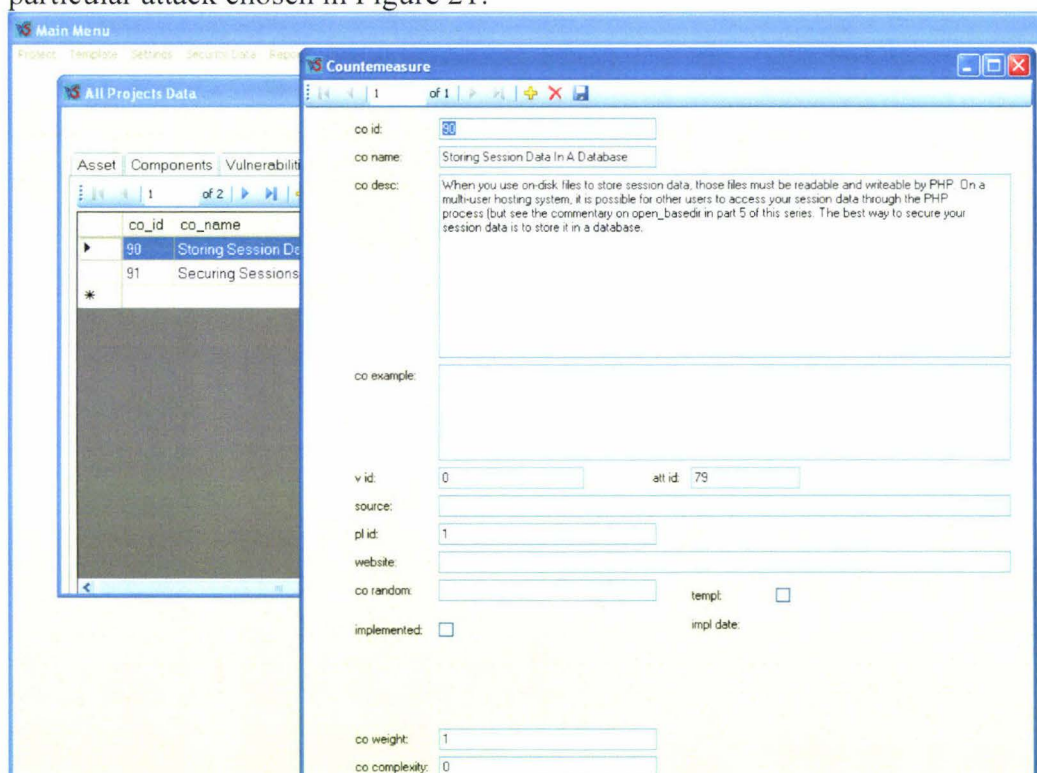 particular attack chosen in Figure 21.
Main Menu
Project Template Settings Security Data
All Projects Data
Asset Components Vulnerabiliti
1 of 2
co_id co_name
90 Storing Session Da
91 Securing Sessions
Countemeasure
1 of 1
co id: 90
co name: Storing Session Data In A Database
co desc: When you use on-disk files to store session data, those files must be readable and writeable by PHP. On a
multi-user hosting system, it is possible for other users to access your session data through the PHP
process (but see the commentary on open_basedir in part 5 of this series. The best way to secure your
session data is to store it in a database.
co example:
v id: 0 att id: 79
source:
pl id: 1
website:
co random: templ:
implemented: impl date:
co weight: 1
co complexity: 0